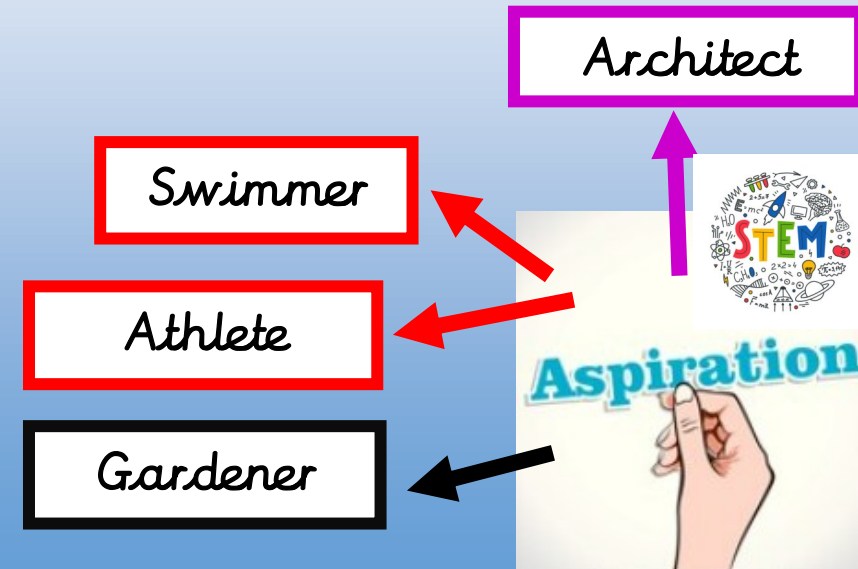 Architect
Swimmer
STEM
Athlete
Aspiration
Gardener